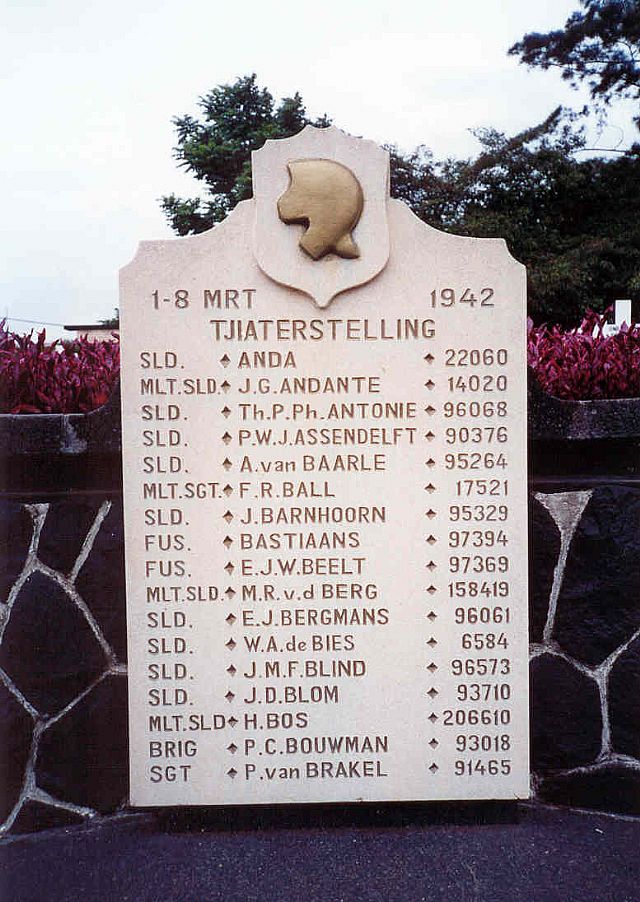 1-8 MRT 1942
TJIATERSTELLING
SLD. ♦ ANDA ♦ 22060
MLT.SLD. ♦ J.G.ANDANTE ♦ 14020
SLD. ♦ Th.P.Ph.ANTONIE ♦ 96068
SLD. ♦ P.W.J.ASSENDELFT ♦ 90376
SLD. ♦ A.van BAARLE ♦ 95264
MLT.SGT. ♦ F.R.BALL ♦ 17521
SLD. ♦ J.BARNHOORN ♦ 95329
FUS. ♦ BASTIAANS ♦ 97394
FUS. ♦ E.J.W.BEELT ♦ 97369
MLT.SLD. ♦ M.R.v.d BERG ♦ 158419
SLD. ♦ E.J.BERGMANS ♦ 96061
SLD. ♦ W.A.de BIES ♦ 6584
SLD. ♦ J.M.F.BLIND ♦ 96573
SLD. ♦ J.D.BLOM ♦ 93710
MLT.SLD ♦ H.BOS ♦ 206610
BRIG ♦ P.C.BOUWMAN ♦ 93018
SGT ♦ P.van BRAKEL ♦ 91465